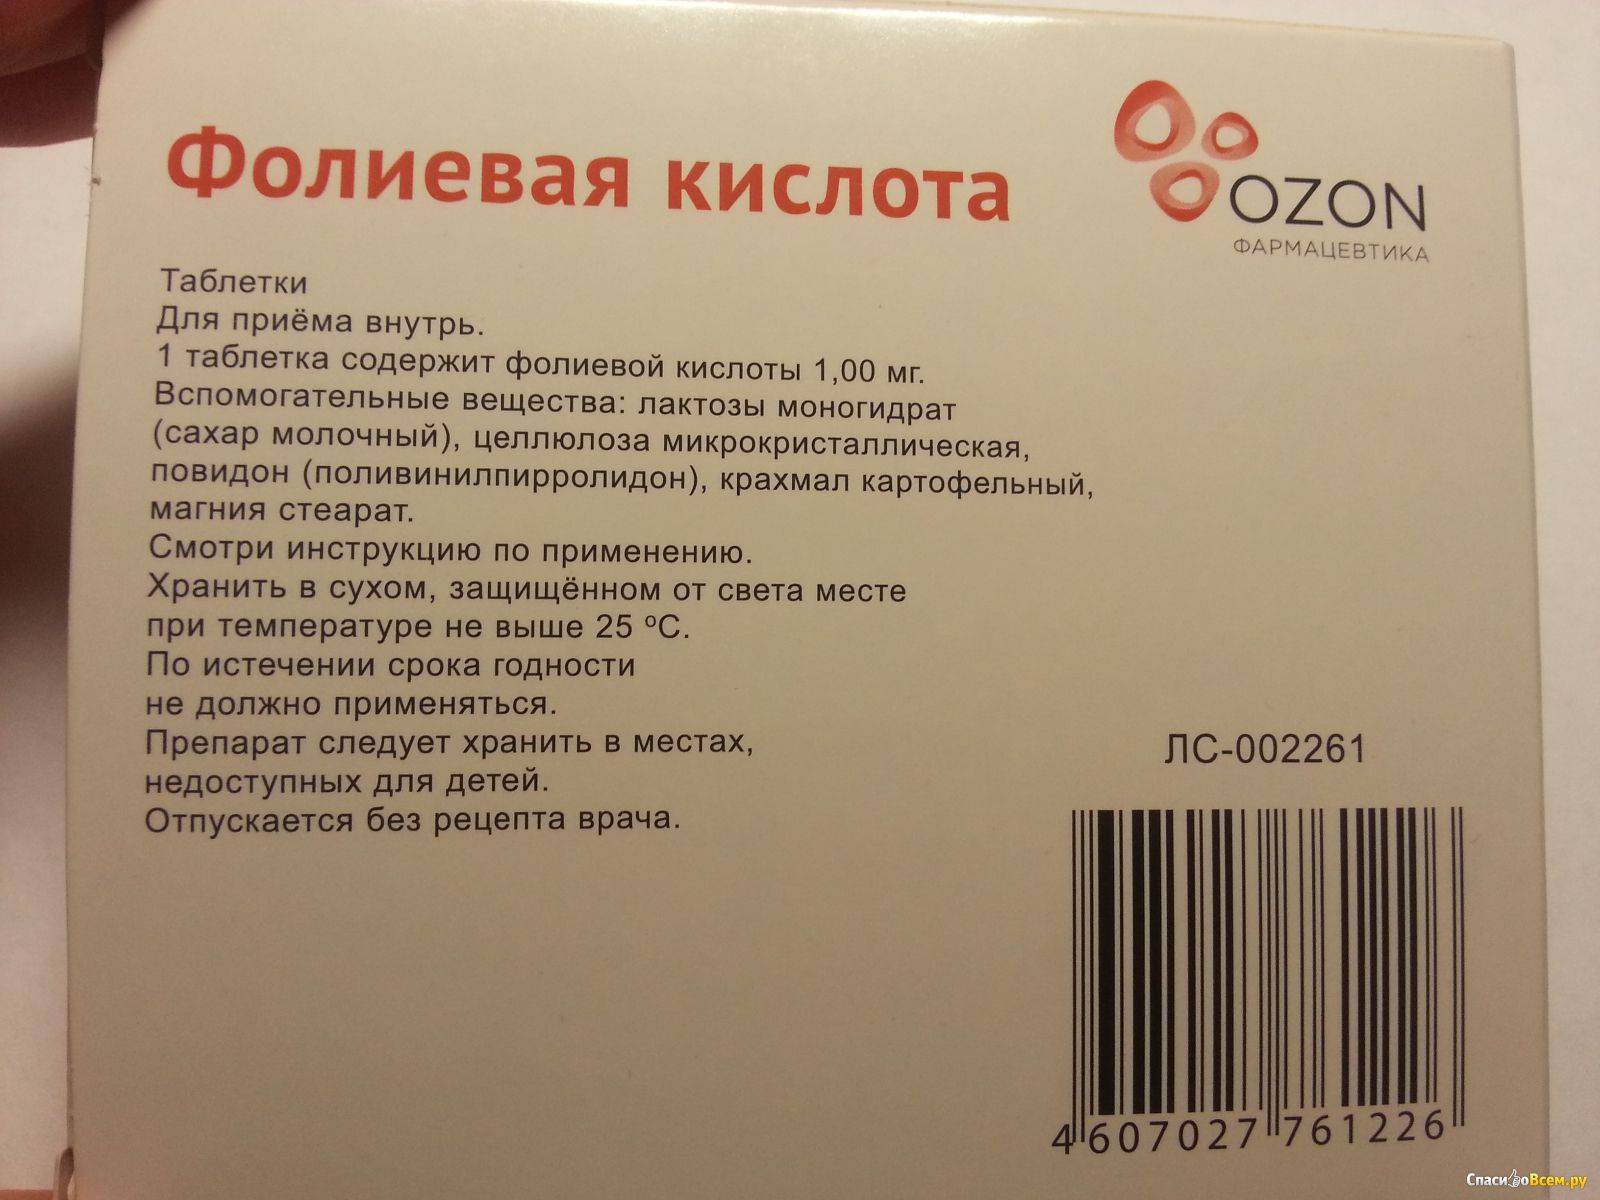 Фолиевая кислота
OZON
ФАРМАЦЕВТИКА
Таблетки
Для приёма внутрь.
1 таблетка содержит фолиевой кислоты 1,00 мг.
Вспомогательные вещества: лактозы моногидрат
(сахар молочный), целлюлоза микрокристаллическая,
повидон (поливинилпирролидон), крахмал картофельный,
магния стеарат.
Смотри инструкцию по применению.
Хранить в сухом, защищённом от света месте
при температуре не выше 25 °С.
По истечении срока годности
не должно применяться.
Препарат следует хранить в местах,
недоступных для детей.
Отпускается без рецепта врача.
ЛС-002261
4 607027 761226
СпасибоВсем.ру